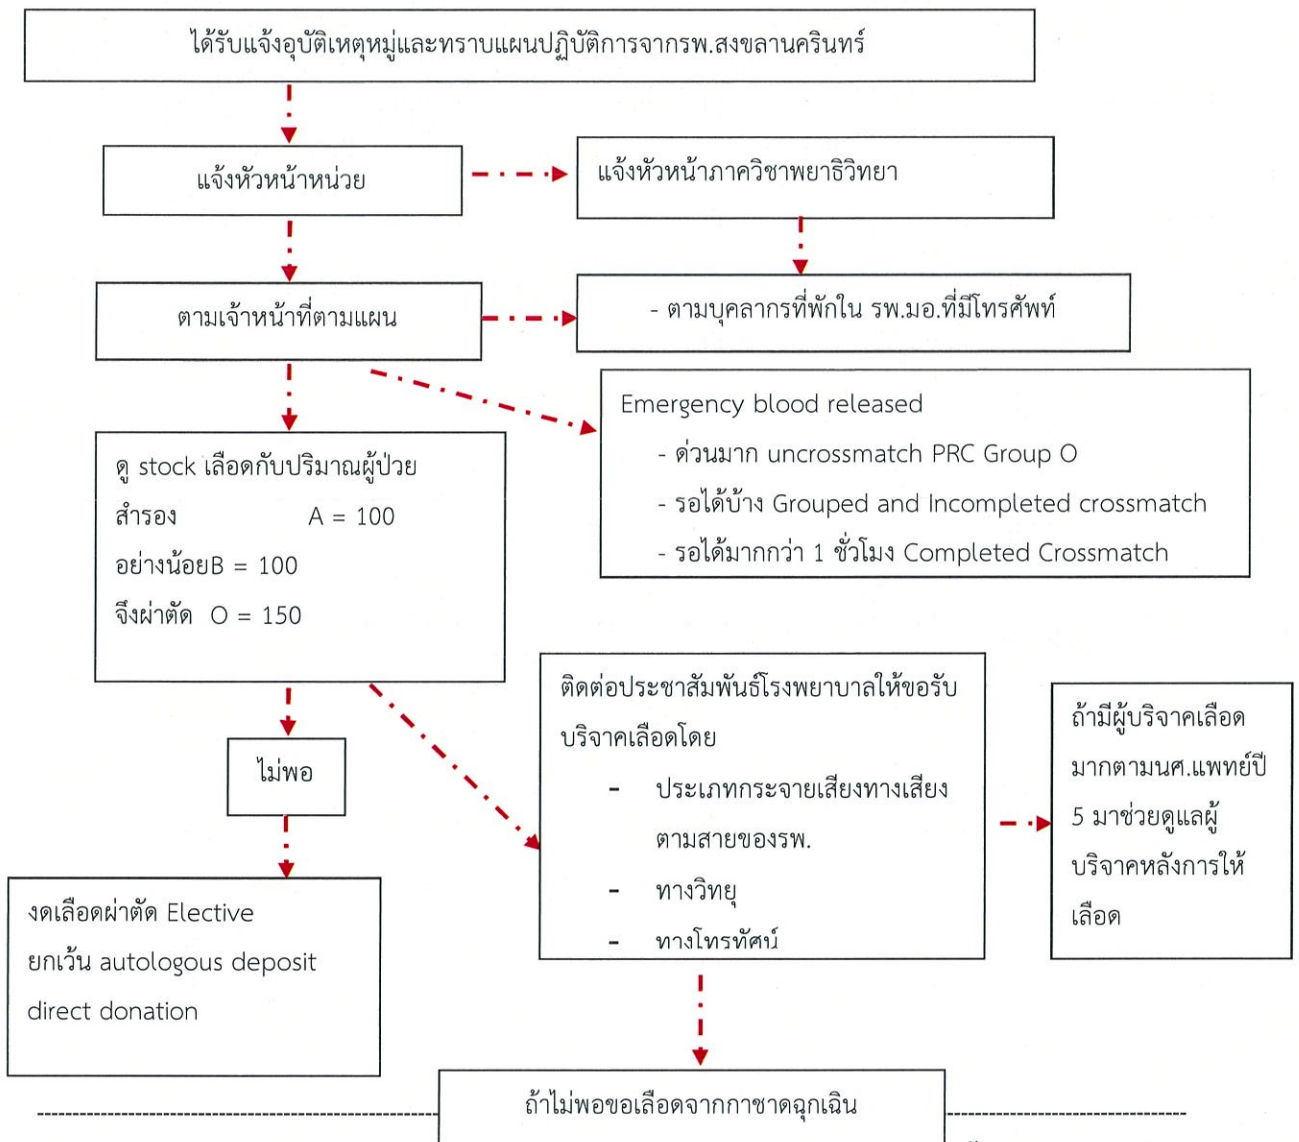 ได้รับแจ้งอุบัติเหตุหมู่และทราบแผนปฏิบัติการจากรพ.สงขลานครินทร์
แจ้งหัวหน้าหน่วย
แจ้งหัวหน้าภาควิชาพยาธิวิทยา
ตามเจ้าหน้าที่ตามแผน
- ตามบุคลากรที่พักใน รพ.มอ.ที่มีโทรศัพท์
Emergency blood released
- ด่วนมาก uncrossmatch PRC Group O
- รอได้บ้าง Grouped and Incompleted crossmatch
- รอได้มากกว่า 1 ชั่วโมง Completed Crossmatch
ดู stock เลือดกับปริมาณผู้ป่วย
สำรอง A = 100
อย่างน้อยB = 100
จึงผ่าตัด O = 150
ติดต่อประชาสัมพันธ์โรงพยาบาลให้ขอรับ
บริจาคเลือดโดย
- ประเภทกระจายเสียงทางเสียง
ตามสายของรพ.
- ทางวิทยุ
- ทางโทรทัศน์
ถ้ามีผู้บริจาคเลือด
มากตามนศ.แพทย์ปี
5 มาช่วยดูแลผู้
บริจาคหลังการให้
เลือด
ไม่พอ
งดเลือดผ่าตัด Elective
ยกเว้น autologous deposit
direct donation
ถ้าไม่พอขอเลือดจากกาชาดฉุกเฉิน